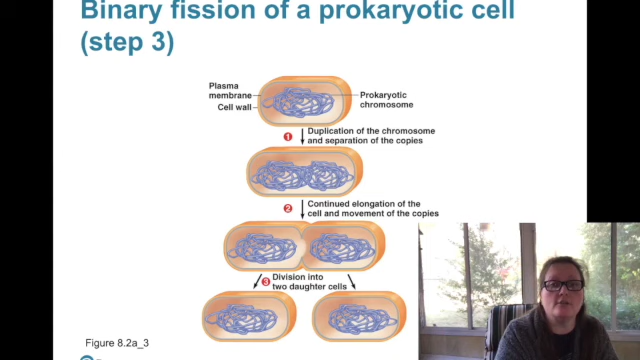 Binary fission of a prokaryotic cell
(step 3)
Plasma
membrane
Cell wall
Prokaryotic
chromosome
1
Duplication of the chromosome
and separation of the copies
2
Continued elongation of the
cell and movement of the copies
3
Division into
two daughter cells
Figure 8.2a_3